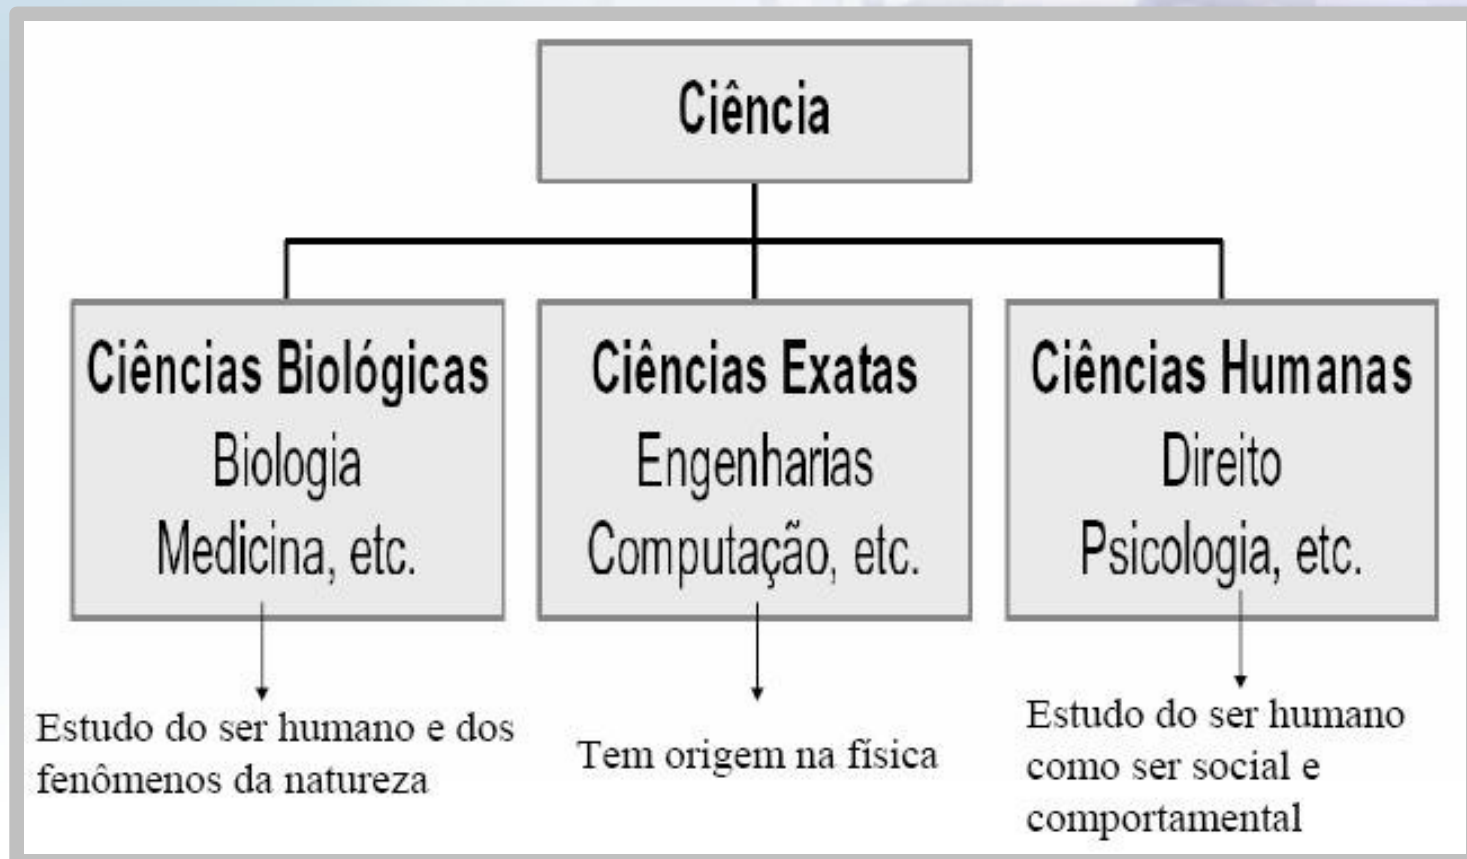 Ciência
Ciências Biológicas
Biologia
Medicina, etc.
Ciências Exatas
Engenharias
Computação, etc.
Ciências Humanas
Direito
Psicologia, etc.
Estudo do ser humano e dos
fenômenos da natureza
Tem origem na física
Estudo do ser humano
como ser social e
comportamental